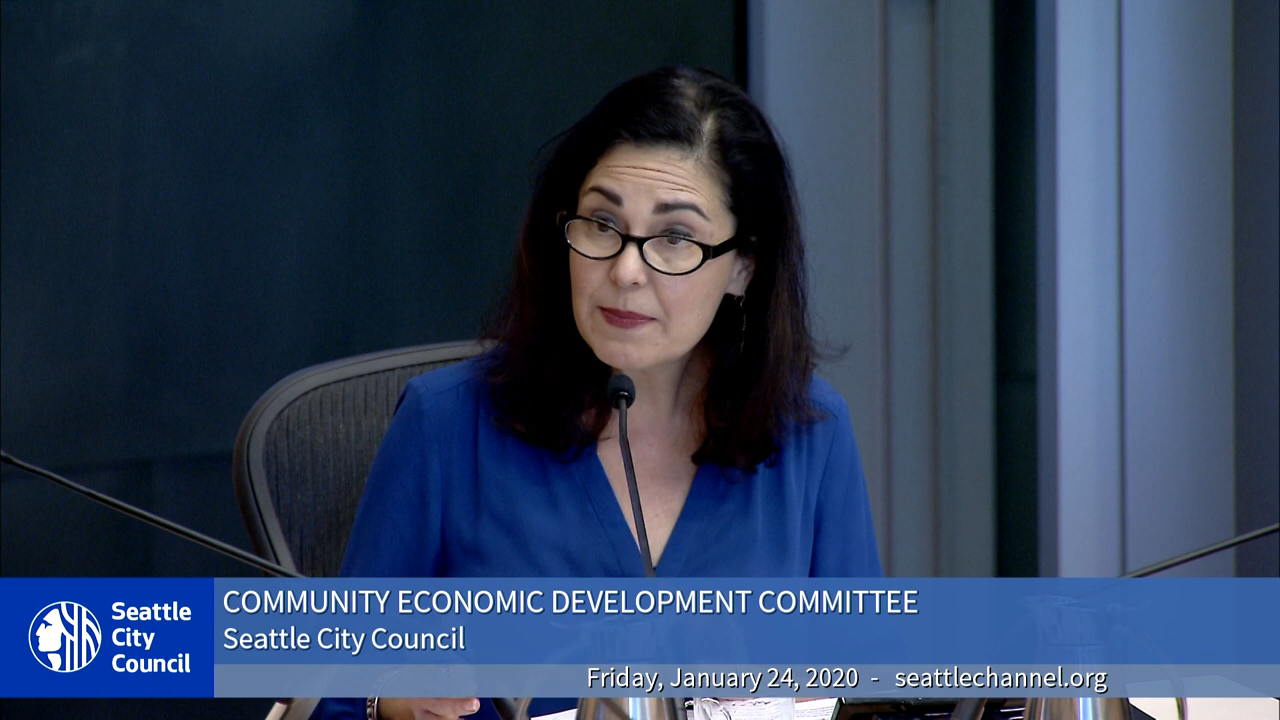 Seattle
City
Council
COMMUNITY ECONOMIC DEVELOPMENT COMMITTEE
Seattle City Council
Friday, January 24, 2020 - seattlechannel.org